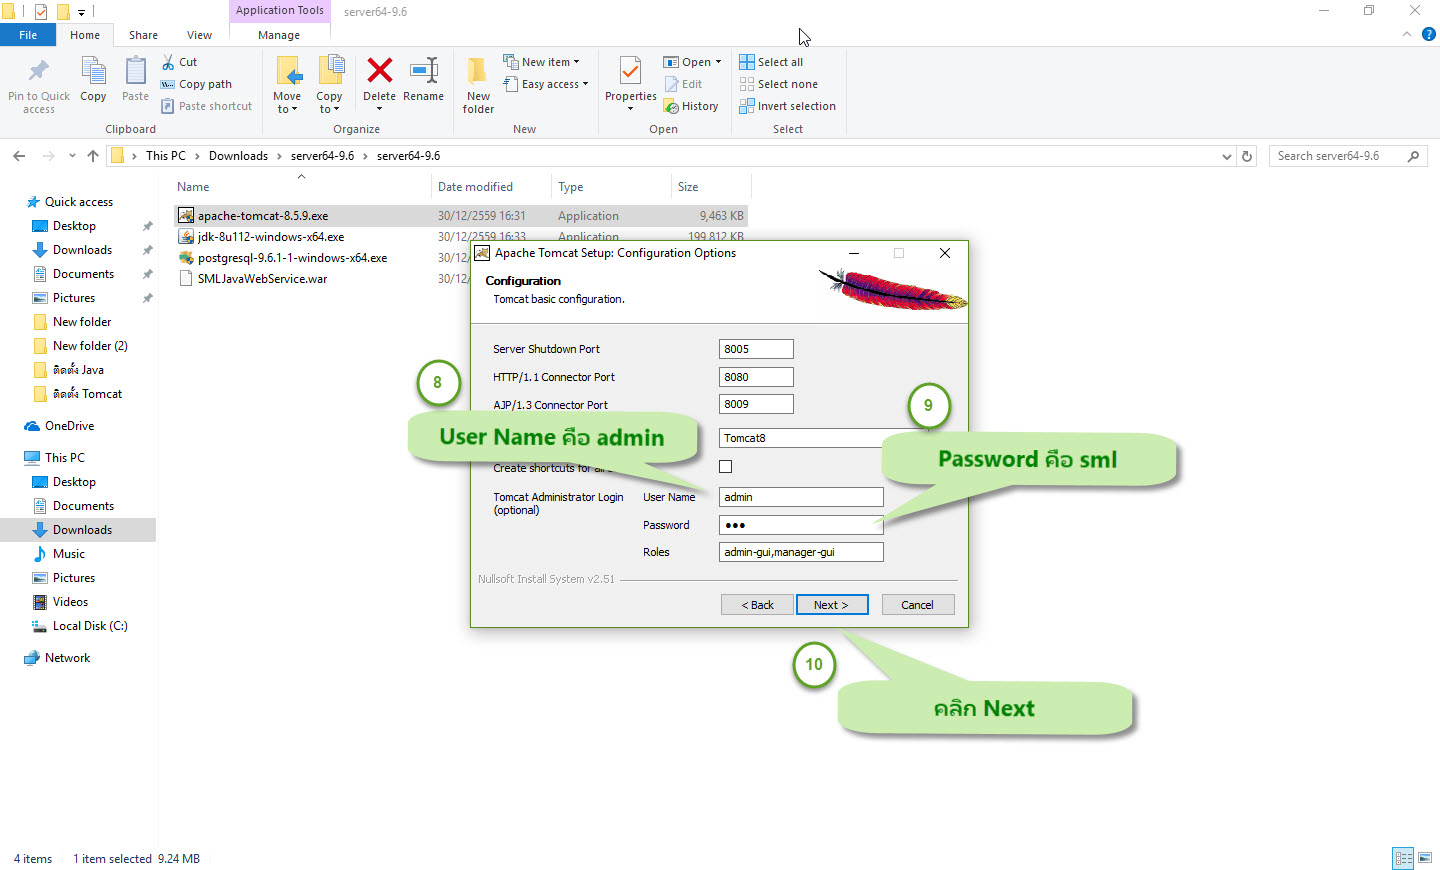 Application Tools
server64-9.6
File
Home
Share
View
Manage
Pin to Quick access
Copy
Paste
Cut
Copy path
Paste shortcut
Clipboard
Move to
Copy to
Delete
Rename
Organize
New folder
New item
Easy access
New
Properties
Open
Edit
History
Open
Select all
Select none
Invert selection
Select
This PC > Downloads > server64-9.6 > server64-9.6
Search server64-9.6
Name
Date modified
Type
Size
apache-tomcat-8.5.9.exe 30/12/2559 16:31 Application 9,463 KB
jdk-8u112-windows-x64.exe 30/12/2559 16:33 Application 199,812 KB
postgresql-9.6.1-1-windows-x64.exe 30/12
SMLJavaWebService.war 30/12
Quick access
Desktop
Downloads
Documents
Pictures
New folder
New folder (2)
ติดตั้ง Java
ติดตั้ง Tomcat
OneDrive
This PC
Desktop
Documents
Downloads
Music
Pictures
Videos
Local Disk (C:)
Network
Apache Tomcat Setup: Configuration Options
Configuration
Tomcat basic configuration.
Server Shutdown Port 8005
HTTP/1.1 Connector Port 8080
AJP/1.3 Connector Port 8009
Tomcat8
Create shortcuts for all
Tomcat Administrator Login (optional)
User Name admin
Password ●●●
Roles admin-gui,manager-gui
Nullsoft Install System v2.51
< Back
Next >
Cancel
8
User Name คือ admin
9
Password คือ sml
10
คลิก Next
4 items
1 item selected 9.24 MB